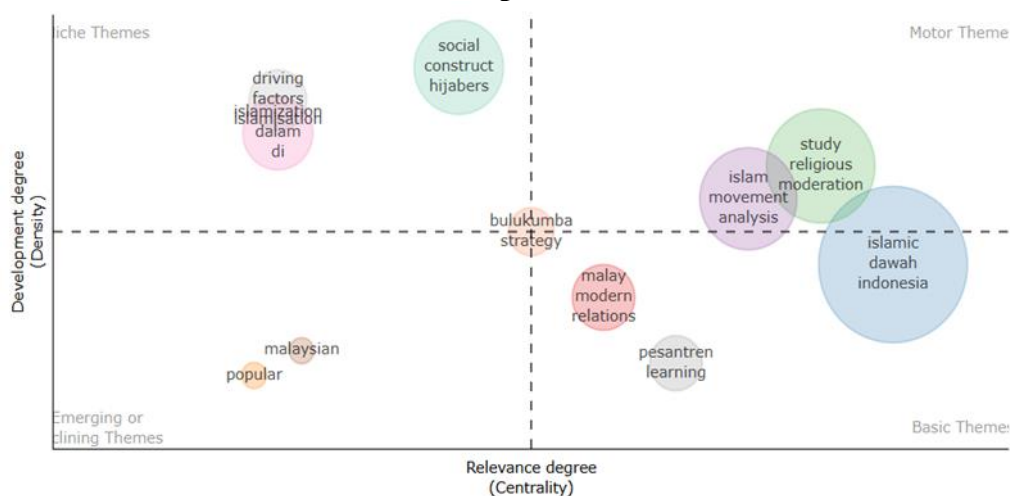 liche Themes
Motor Theme
social
construct
hijabers
driving
factors
islamization
islamisation
dalam
di
study
religious
moderation
islam
movement
analysis
bulukumba
strategy
islamic
dawah
indonesia
malay
modern
relations
malaysian
popular
pesantren
learning
Emerging or
clining Themes
Basic Themes
Development degree
(Density)
Relevance degree
(Centrality)